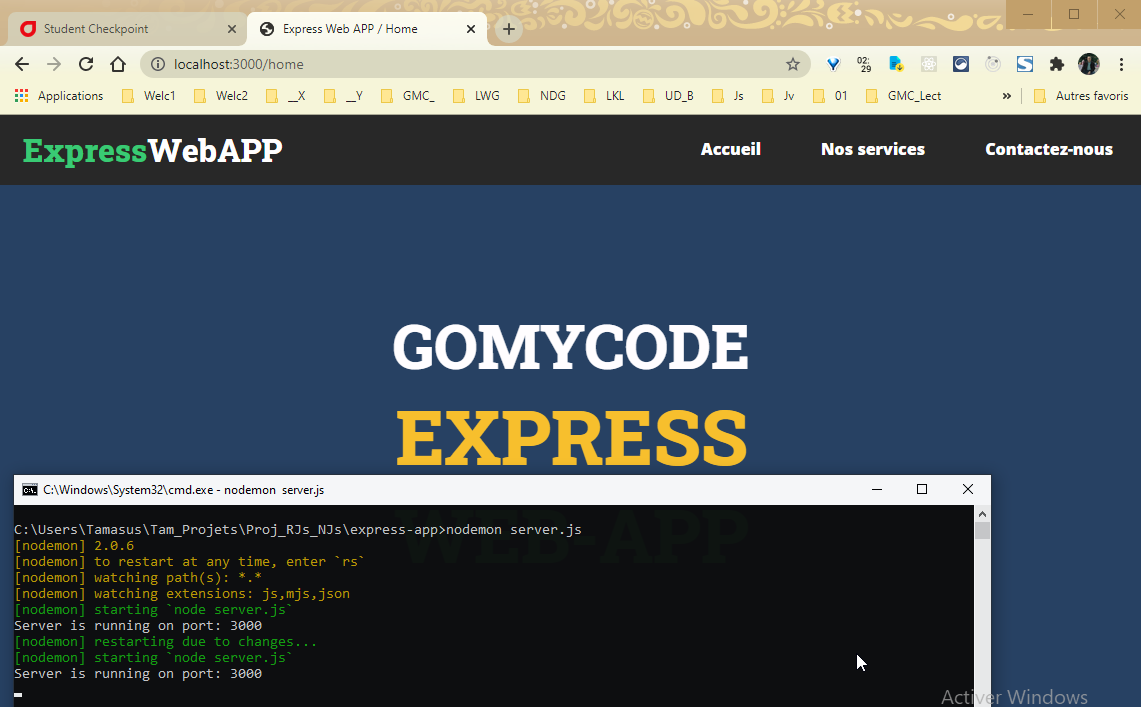 Student Checkpoint
Express Web APP / Home
localhost:3000/home
02:
29
Applications Welc1 Welc2 __X __Y GMC_ LWG NDG LKL UD_B Js Jv 01 GMC_Lect » Autres favoris
ExpressWebAPP
Accueil Nos services Contactez-nous
GOMYCODE
EXPRESS
WEB-APP
C:\Windows\System32\cmd.exe - nodemon server.js
C:\Users\Tamasus\Tam_Projets\Proj_RJs_NJs\express-app>nodemon server.js
[nodemon] 2.0.6
[nodemon] to restart at any time, enter `rs`
[nodemon] watching path(s): *.*
[nodemon] watching extensions: js,mjs,json
[nodemon] starting `node server.js`
Server is running on port: 3000
[nodemon] restarting due to changes...
[nodemon] starting `node server.js`
Server is running on port: 3000
Activer Windows